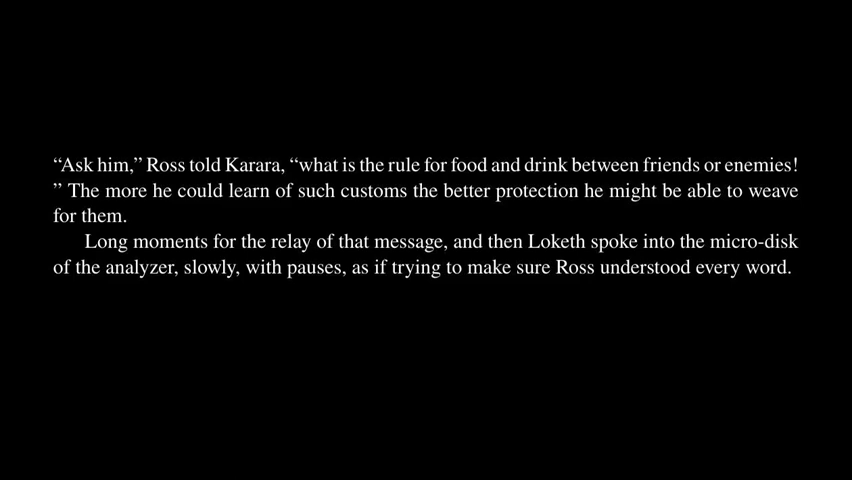 “Ask him,” Ross told Karara, “what is the rule for food and drink between friends or enemies!
” The more he could learn of such customs the better protection he might be able to weave
for them.
Long moments for the relay of that message, and then Loketh spoke into the micro-disk
of the analyzer, slowly, with pauses, as if trying to make sure Ross understood every word.